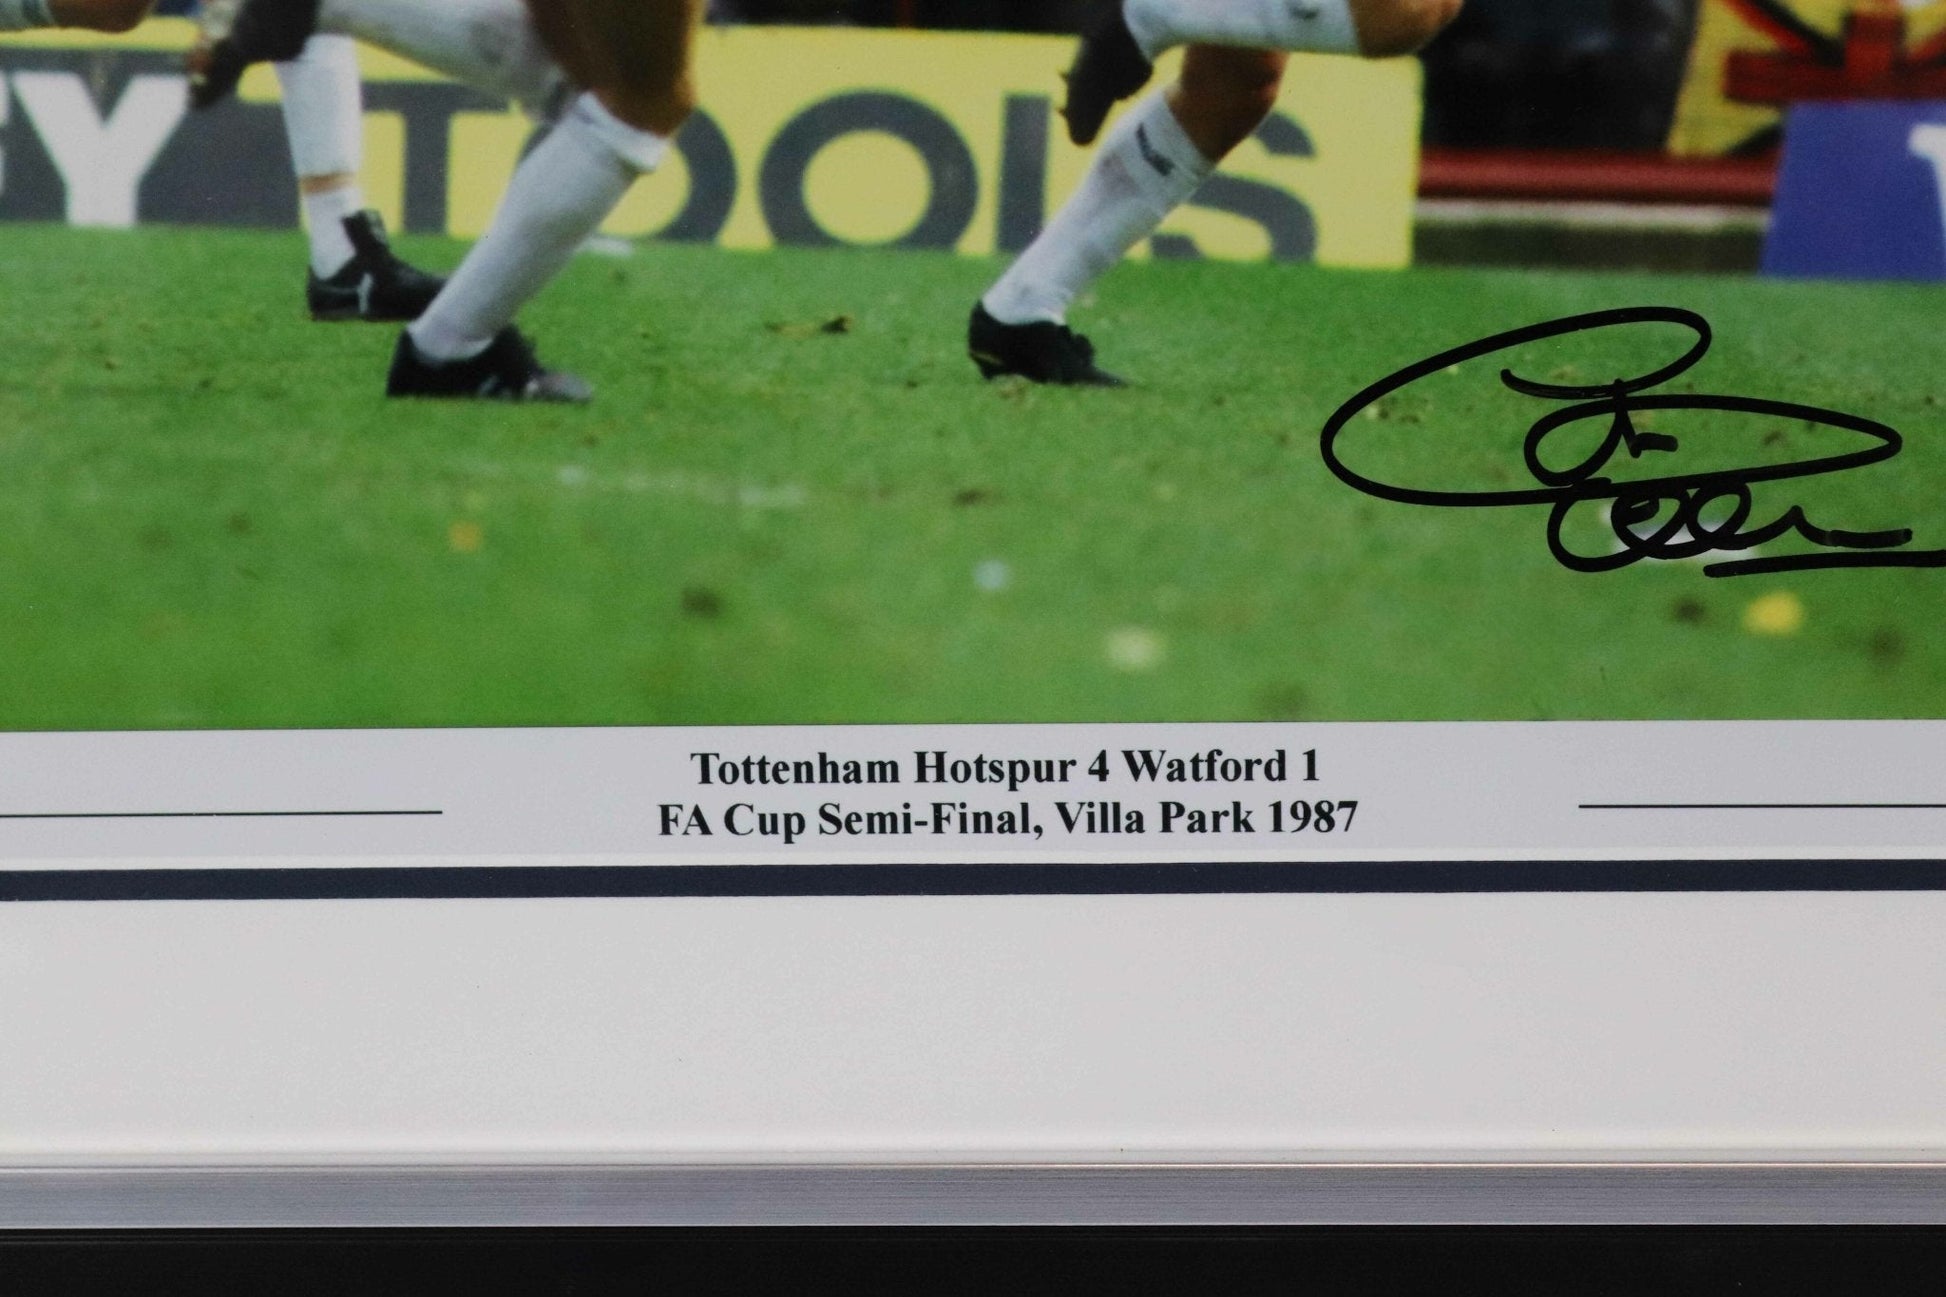 Y TOOLS
Tottenham Hotspur 4 Watford 1
FA Cup Semi-Final, Villa Park 1987